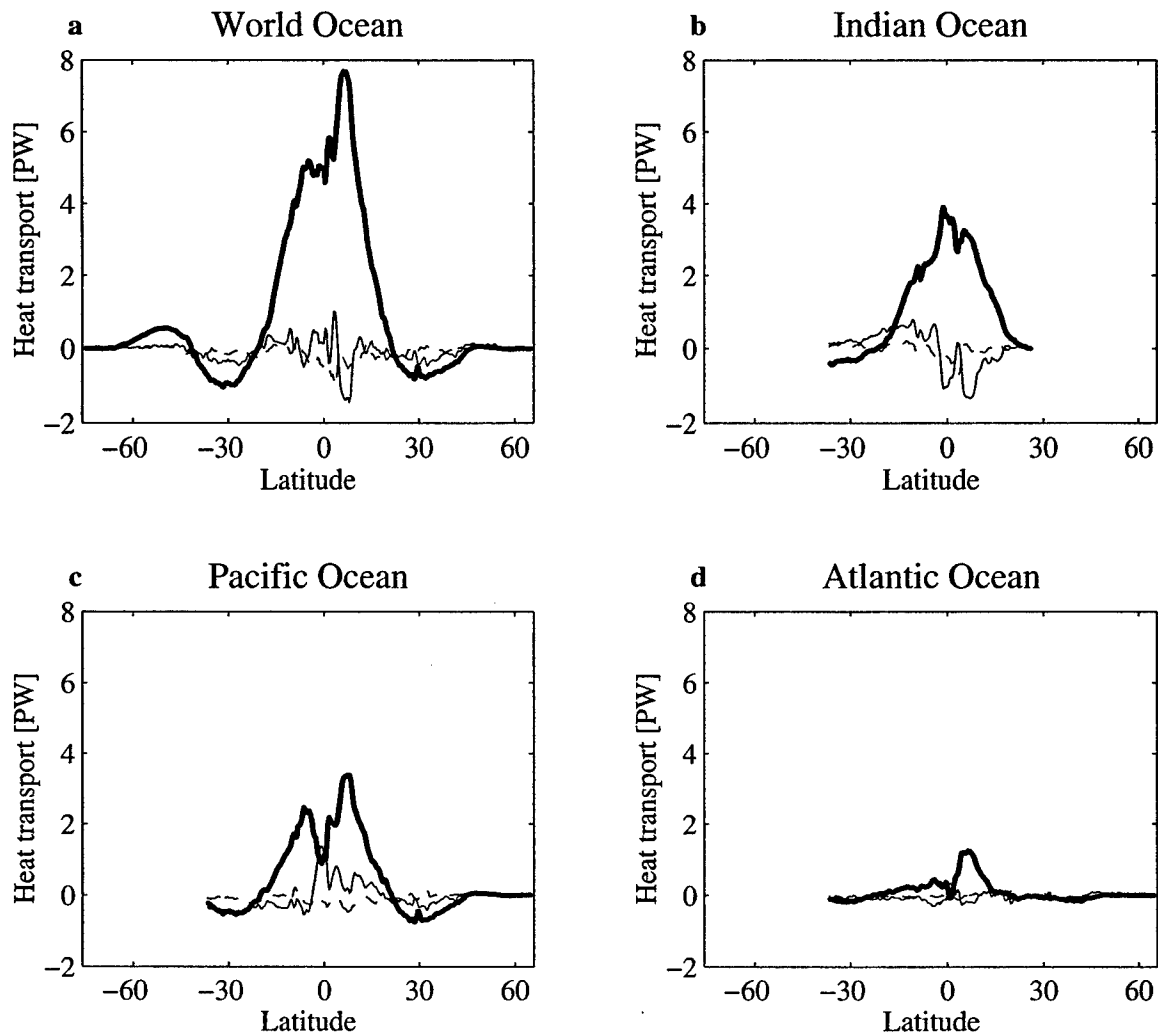 a World Ocean
8
6
4
2
0
−2
Heat transport [PW]
−60 −30 0 30 60
Latitude
b Indian Ocean
8
6
4
2
0
−2
Heat transport [PW]
−60 −30 0 30 60
Latitude
c Pacific Ocean
8
6
4
2
0
−2
Heat transport [PW]
−60 −30 0 30 60
Latitude
d Atlantic Ocean
8
6
4
2
0
−2
Heat transport [PW]
−60 −30 0 30 60
Latitude